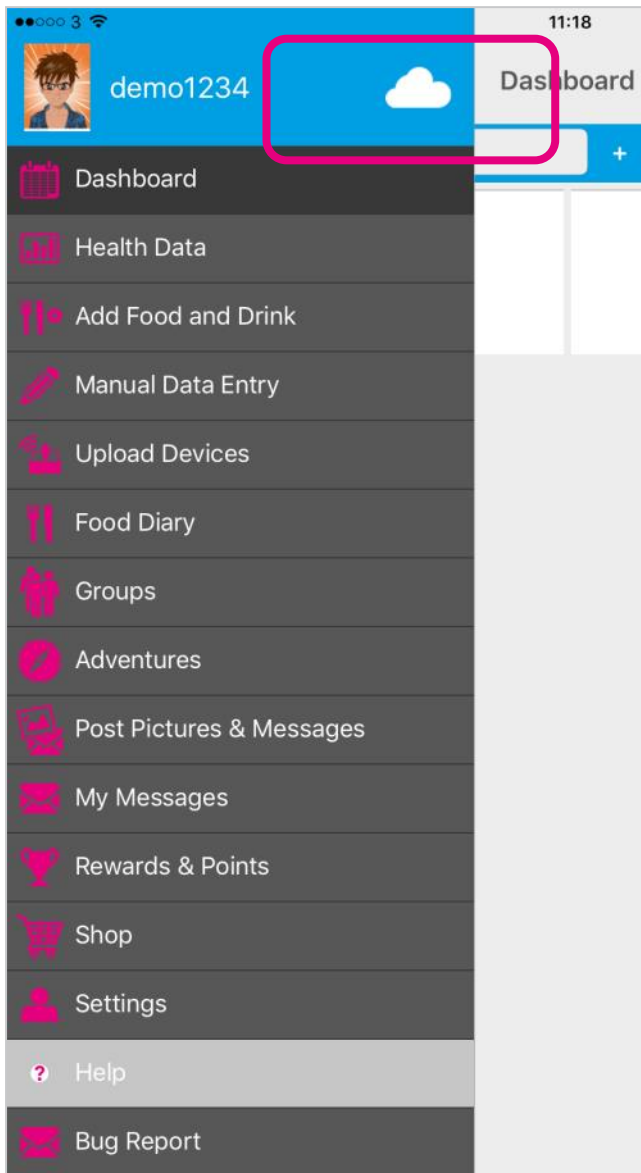 3 11:18
demo1234
Dashboard
+
Dashboard
Health Data
Add Food and Drink
Manual Data Entry
Upload Devices
Food Diary
Groups
Adventures
Post Pictures & Messages
My Messages
Rewards & Points
Shop
Settings
? Help
Bug Report